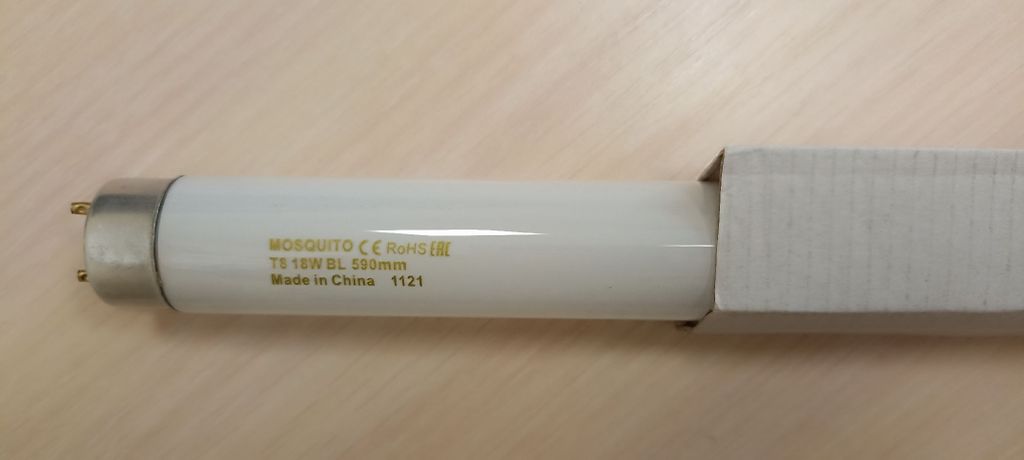 MOSQUITO CE RoHS EAC
T8 18W BL 590mm
Made in China 1121